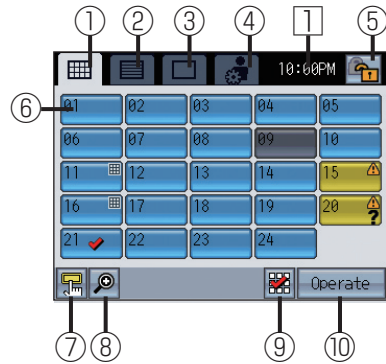 ① ② ③ ④ 1 ⑤
10:00PM
⑥
01 02 03 04 05
06 07 08 09 10
11 12 13 14 15
16 17 18 19 20 ?
21 22 23 24
Operate
⑦ ⑧ ⑨ ⑩